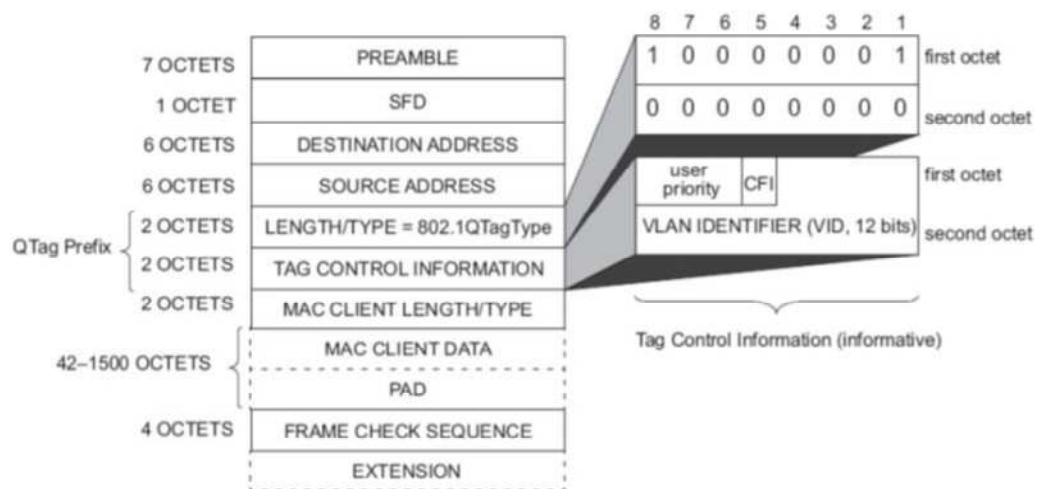 7 OCTETS PREAMBLE
1 OCTET SFD
6 OCTETS DESTINATION ADDRESS
6 OCTETS SOURCE ADDRESS
QTag Prefix
2 OCTETS LENGTH/TYPE = 802.1QTagType
2 OCTETS TAG CONTROL INFORMATION
2 OCTETS MAC CLIENT LENGTH/TYPE
42–1500 OCTETS
MAC CLIENT DATA
PAD
4 OCTETS FRAME CHECK SEQUENCE
EXTENSION
8 7 6 5 4 3 2 1
1 0 0 0 0 0 0 1 first octet
0 0 0 0 0 0 0 0 second octet
user
priority
CFI
first octet
VLAN IDENTIFIER (VID, 12 bits) second octet
Tag Control Information (informative)